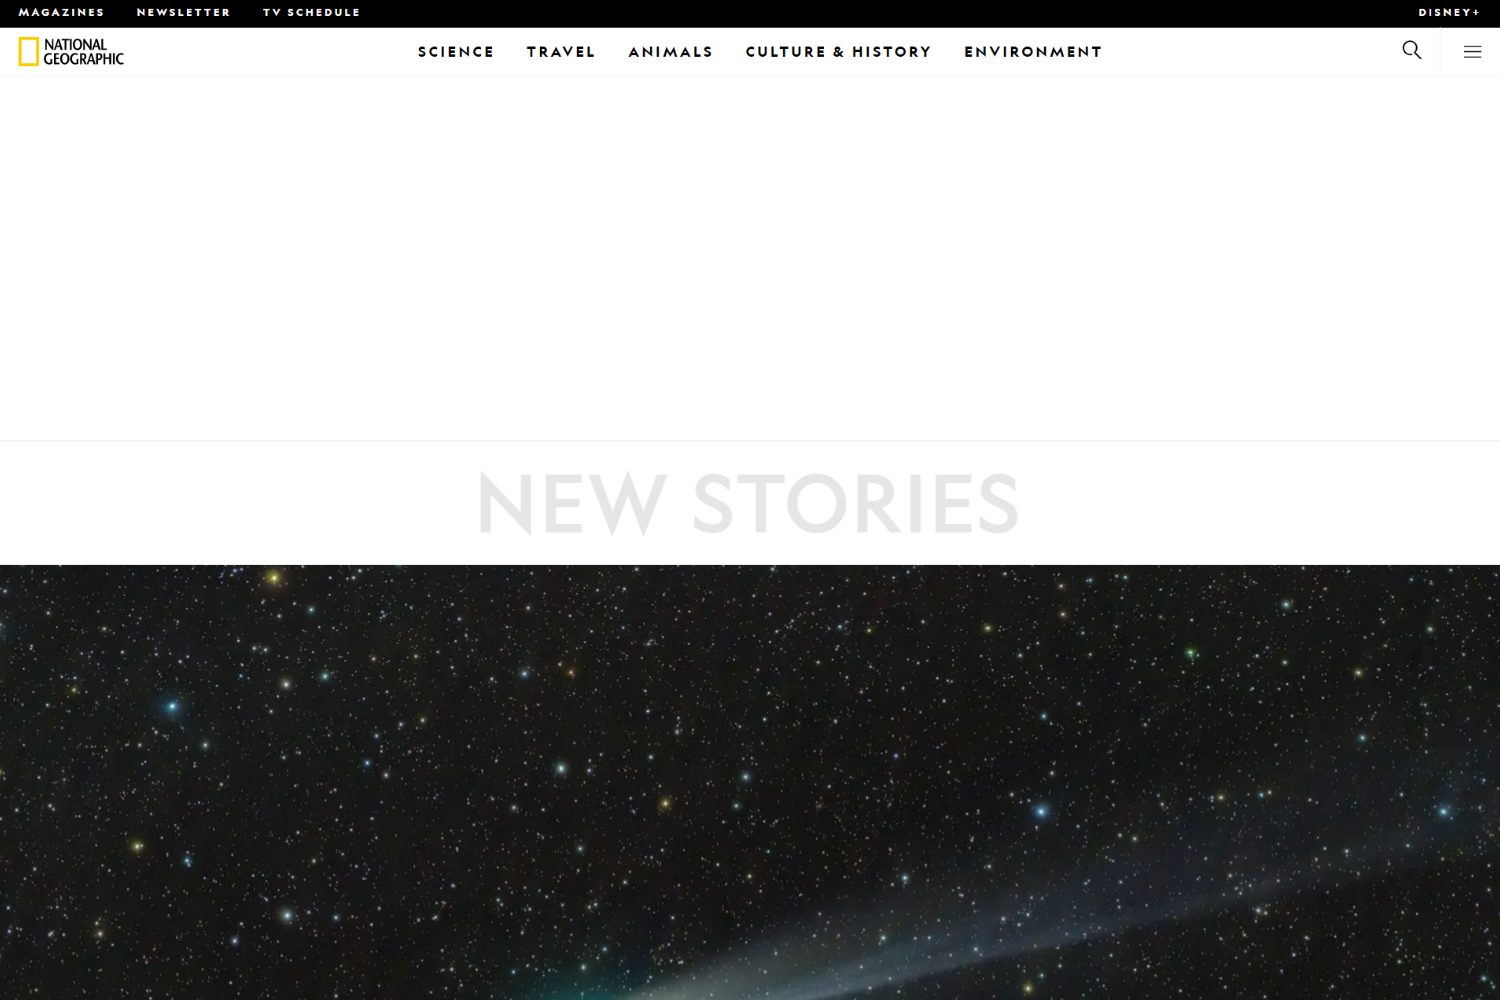 MAGAZINES NEWSLETTER TV SCHEDULE DISNEY+
NATIONAL
GEOGRAPHIC
SCIENCE TRAVEL ANIMALS CULTURE & HISTORY ENVIRONMENT
NEW STORIES